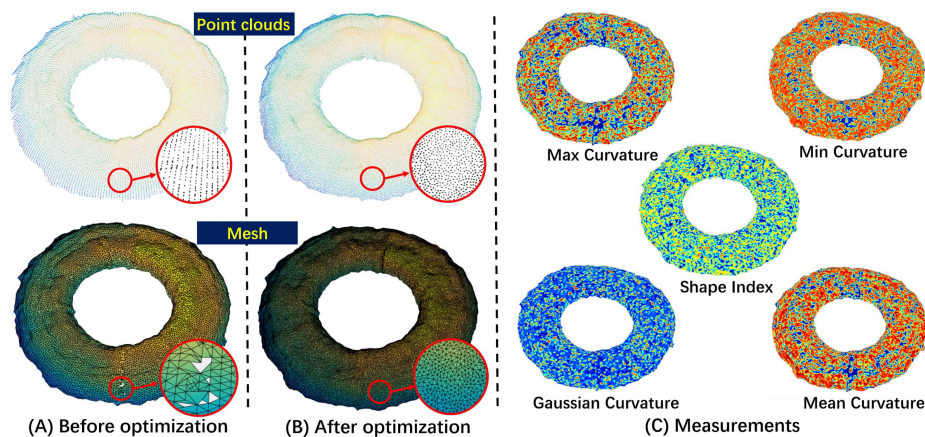 Point clouds
Mesh
(A) Before optimization
(B) After optimization
Max Curvature
Min Curvature
Shape Index
Gaussian Curvature
Mean Curvature
(C) Measurements